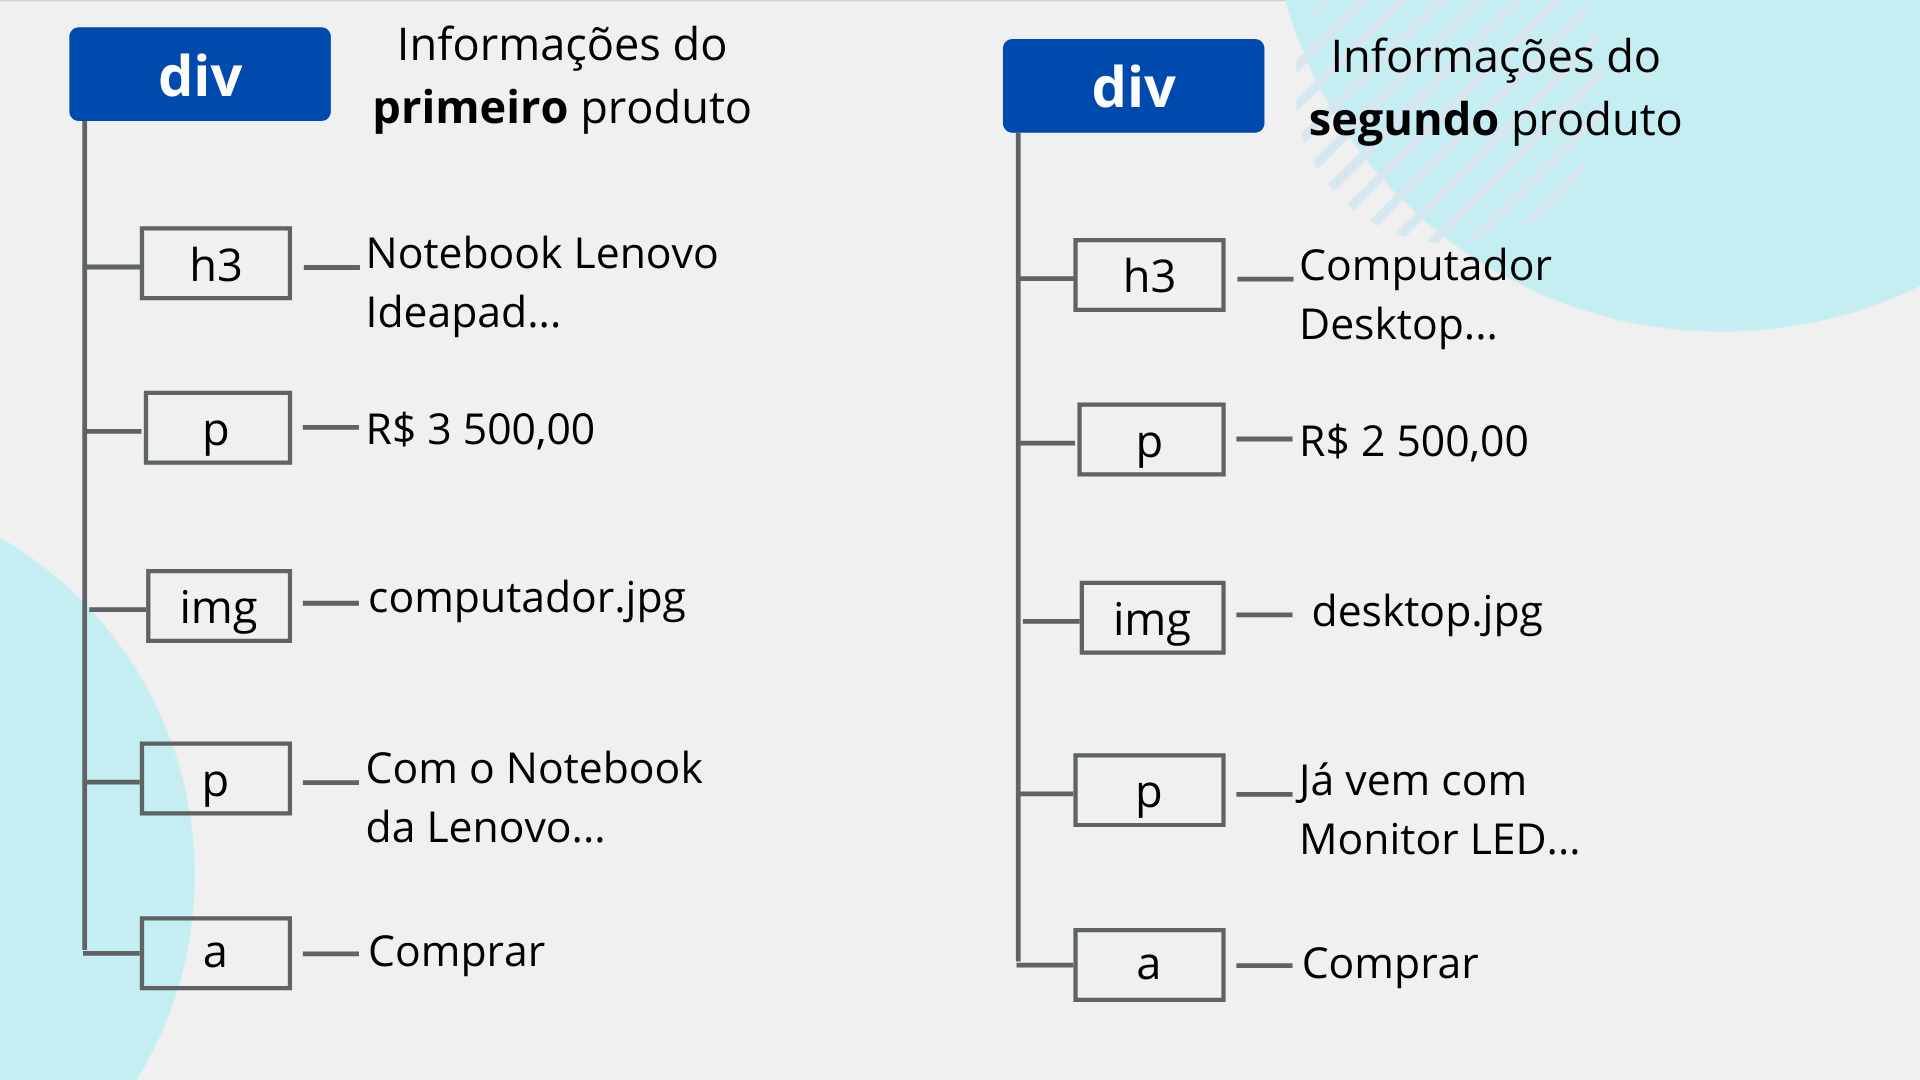 div
Informações do
primeiro produto
h3
Notebook Lenovo
Ideapad...
p
R$ 3 500,00
img
computador.jpg
p
Com o Notebook
da Lenovo...
a
Comprar
div
Informações do
segundo produto
h3
Computador
Desktop...
p
R$ 2 500,00
img
desktop.jpg
p
Já vem com
Monitor LED...
a
Comprar